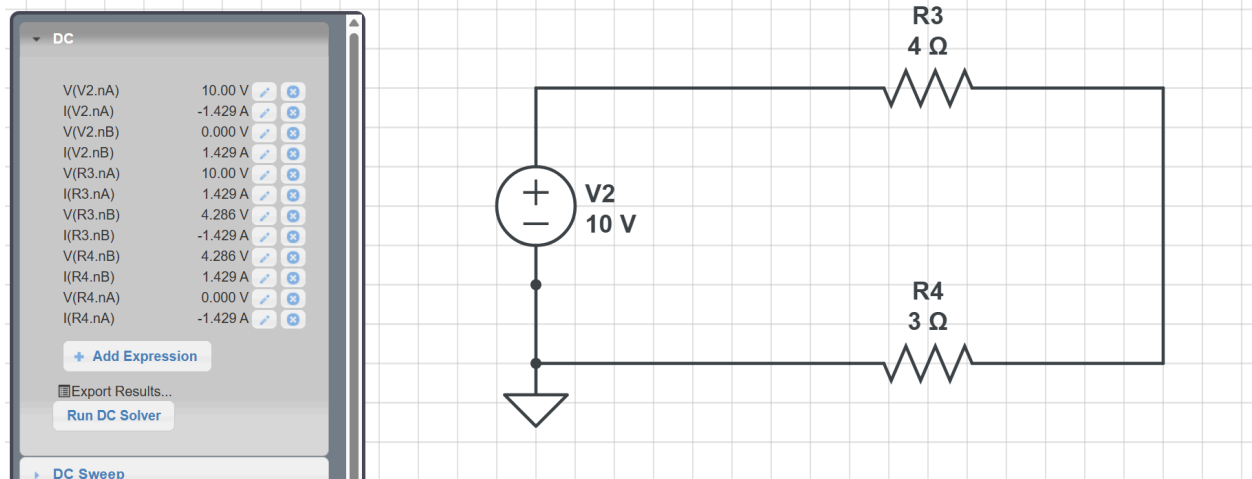 DC
V(V2.nA) 10.00 V
I(V2.nA) -1.429 A
V(V2.nB) 0.000 V
I(V2.nB) 1.429 A
V(R3.nA) 10.00 V
I(R3.nA) 1.429 A
V(R3.nB) 4.286 V
I(R3.nB) -1.429 A
V(R4.nB) 4.286 V
I(R4.nB) 1.429 A
V(R4.nA) 0.000 V
I(R4.nA) -1.429 A
+ Add Expression
Export Results...
Run DC Solver
DC Sweep
R3
4 Ω
V2
10 V
R4
3 Ω